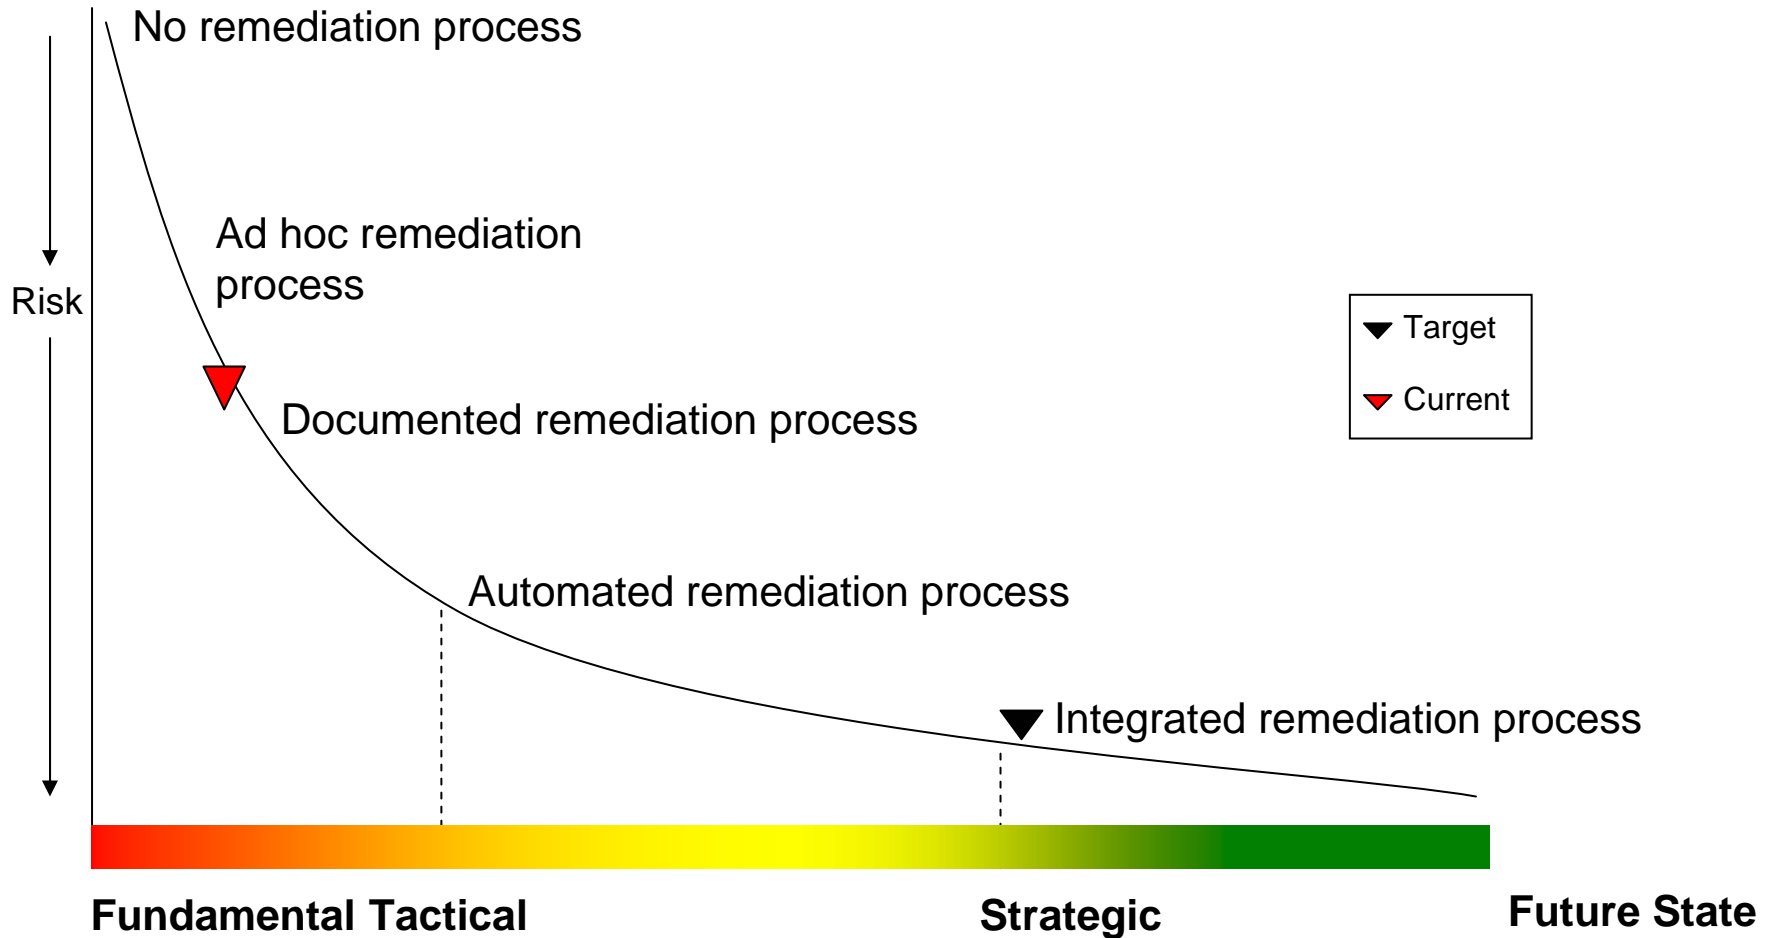 No remediation process
Ad hoc remediation
process
Risk
Target
Current
Documented remediation process
Automated remediation process
Integrated remediation process
Fundamental Tactical
Strategic
Future State